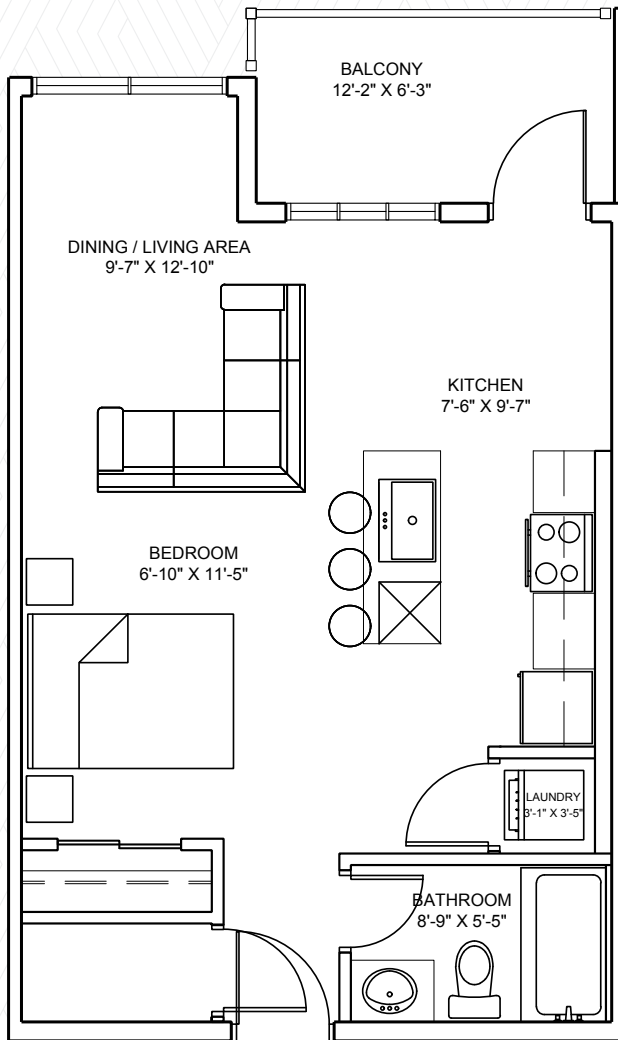 BALCONY
12'-2" X 6'-3"
DINING / LIVING AREA
9'-7" X 12'-10"
KITCHEN
7'-6" X 9'-7"
BEDROOM
6'-10" X 11'-5"
LAUNDRY
3'-1" X 3'-5"
BATHROOM
8'-9" X 5'-5"